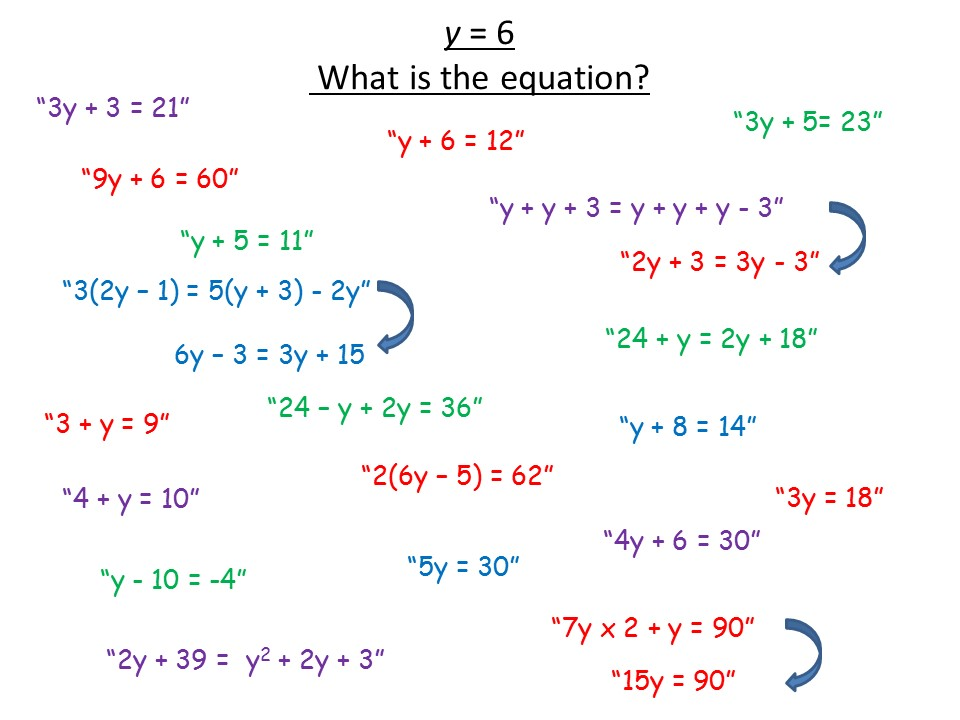 y = 6
What is the equation?
“3y + 3 = 21”
“3y + 5= 23”
“y + 6 = 12”
“9y + 6 = 60”
“y + y + 3 = y + y + y - 3”
“y + 5 = 11”
“2y + 3 = 3y - 3”
“3(2y – 1) = 5(y + 3) - 2y”
“24 + y = 2y + 18”
6y – 3 = 3y + 15
“24 – y + 2y = 36”
“3 + y = 9”
“y + 8 = 14”
“2(6y – 5) = 62”
“4 + y = 10”
“3y = 18”
“4y + 6 = 30”
“5y = 30”
“y - 10 = -4”
“7y x 2 + y = 90”
“2y + 39 = y² + 2y + 3”
“15y = 90”